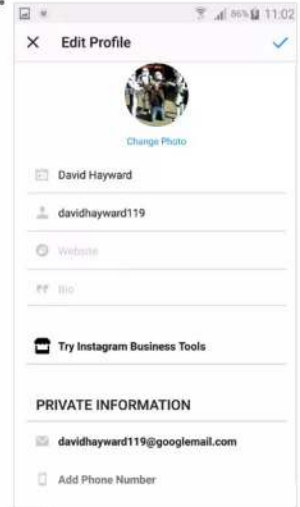 86% 11:02
Edit Profile
Change Photo
David Hayward
davidhayward119
Website
Bio
Try Instagram Business Tools
PRIVATE INFORMATION
davidhayward119@googlemail.com
Add Phone Number